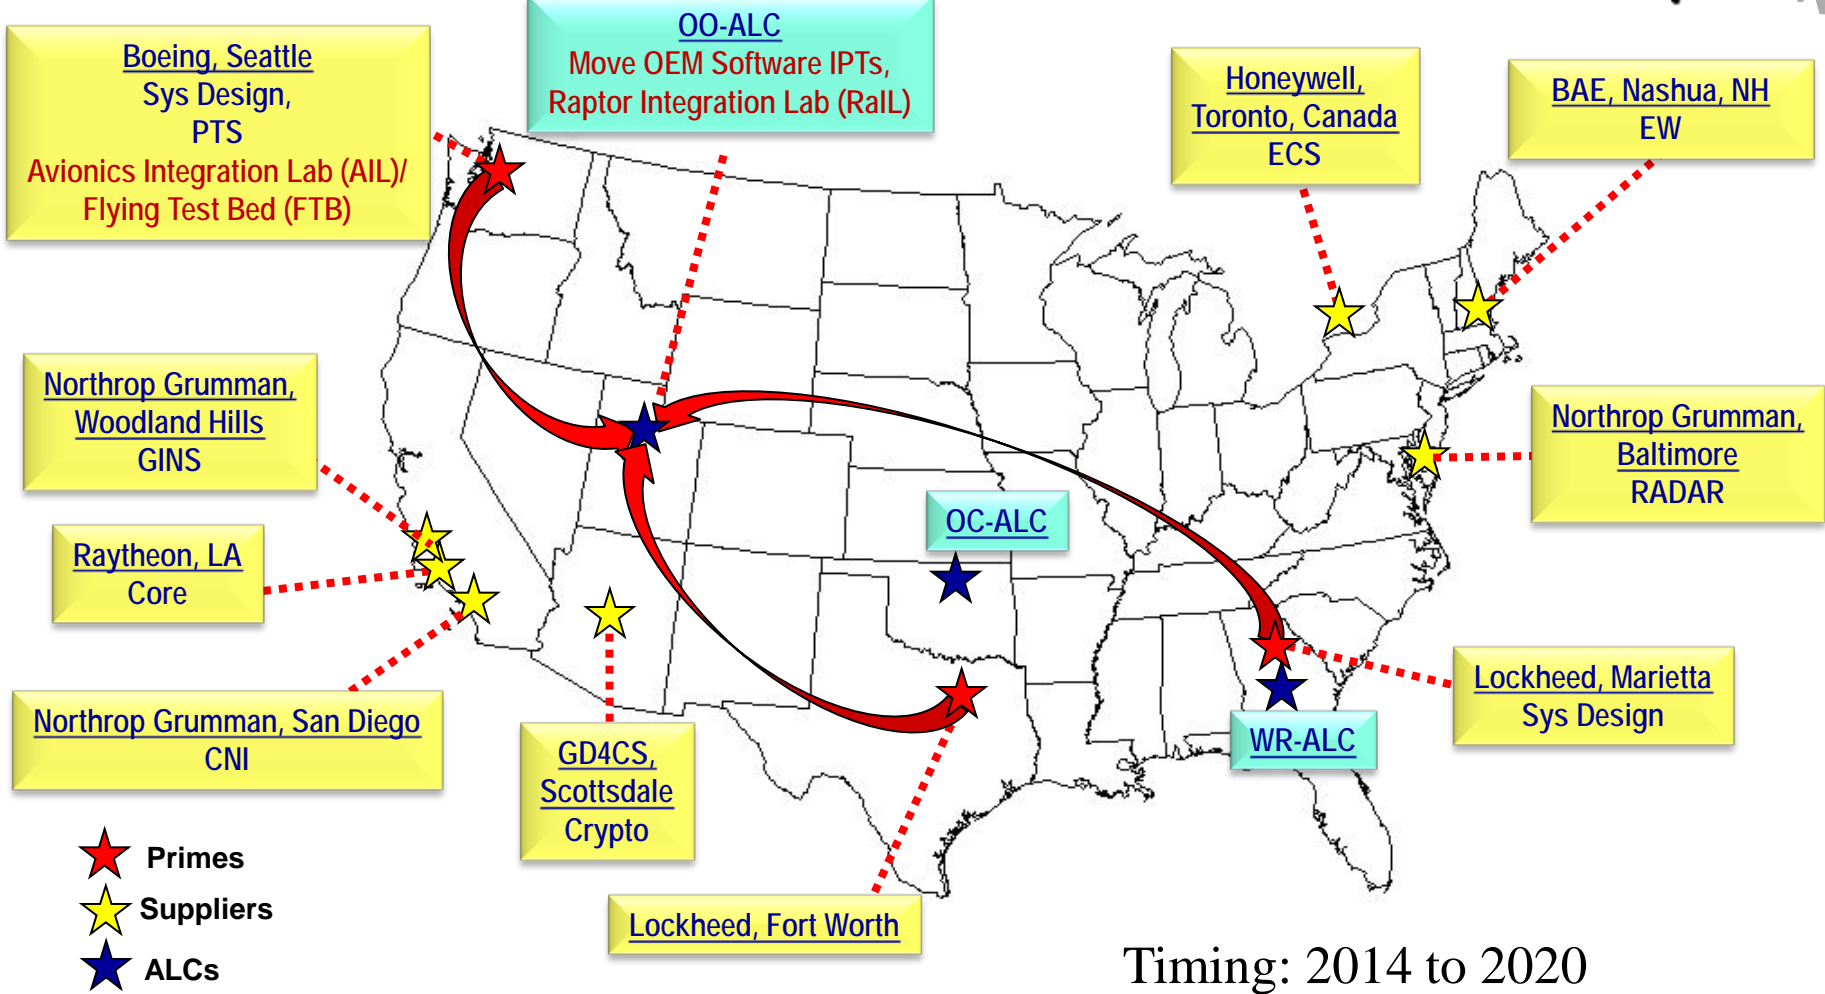 OO-ALC
Move OEM Software IPTs,
Raptor Integration Lab (RaIL)
Boeing, Seattle
Sys Design,
PTS
Avionics Integration Lab (AIL)/
Flying Test Bed (FTB)
Honeywell,
Toronto, Canada
ECS
BAE, Nashua, NH
EW
Northrop Grumman,
Woodland Hills
GINS
Northrop Grumman,
Baltimore
RADAR
OC-ALC
Raytheon, LA
Core
Lockheed, Marietta
Sys Design
Northrop Grumman, San Diego
CNI
GD4CS,
Scottsdale
Crypto
WR-ALC
Lockheed, Fort Worth
Primes
Suppliers
ALCs
Timing: 2014 to 2020